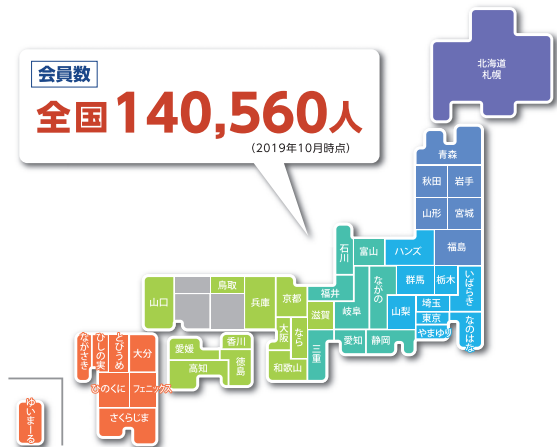 会員数
全国140,560人
(2019年10月時点)
北海道
札幌
青森
秋田
岩手
山形
宮城
福島
ハンズ
群馬
栃木
いばらき
埼玉
東京
なのはな
やまゆり
山梨
石川
富山
福井
岐阜
ながの
愛知
静岡
三重
滋賀
京都
大阪
なら
和歌山
兵庫
鳥取
山口
香川
愛媛
徳島
高知
とびうめ
ひしの実
ながさき
大分
ひのくに
フェニックス
さくらじま
ゆいまーる